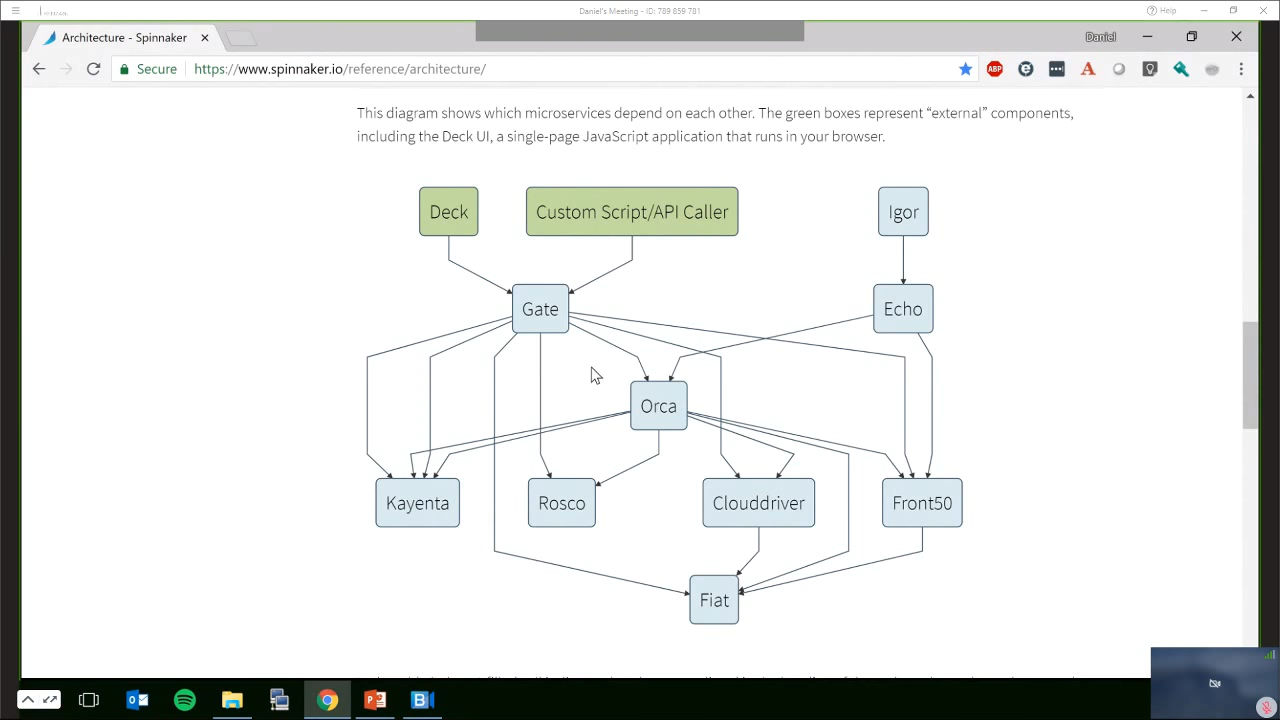 Daniel's Meeting - ID: 789 859 781
Help
Architecture - Spinnaker
Daniel
Secure
https://www.spinnaker.io/reference/architecture/
ABP
This diagram shows which microservices depend on each other. The green boxes represent “external” components,
including the Deck UI, a single-page JavaScript application that runs in your browser.
Deck
Custom Script/API Caller
Igor
Gate
Echo
Orca
Kayenta
Rosco
Clouddriver
Front50
Fiat